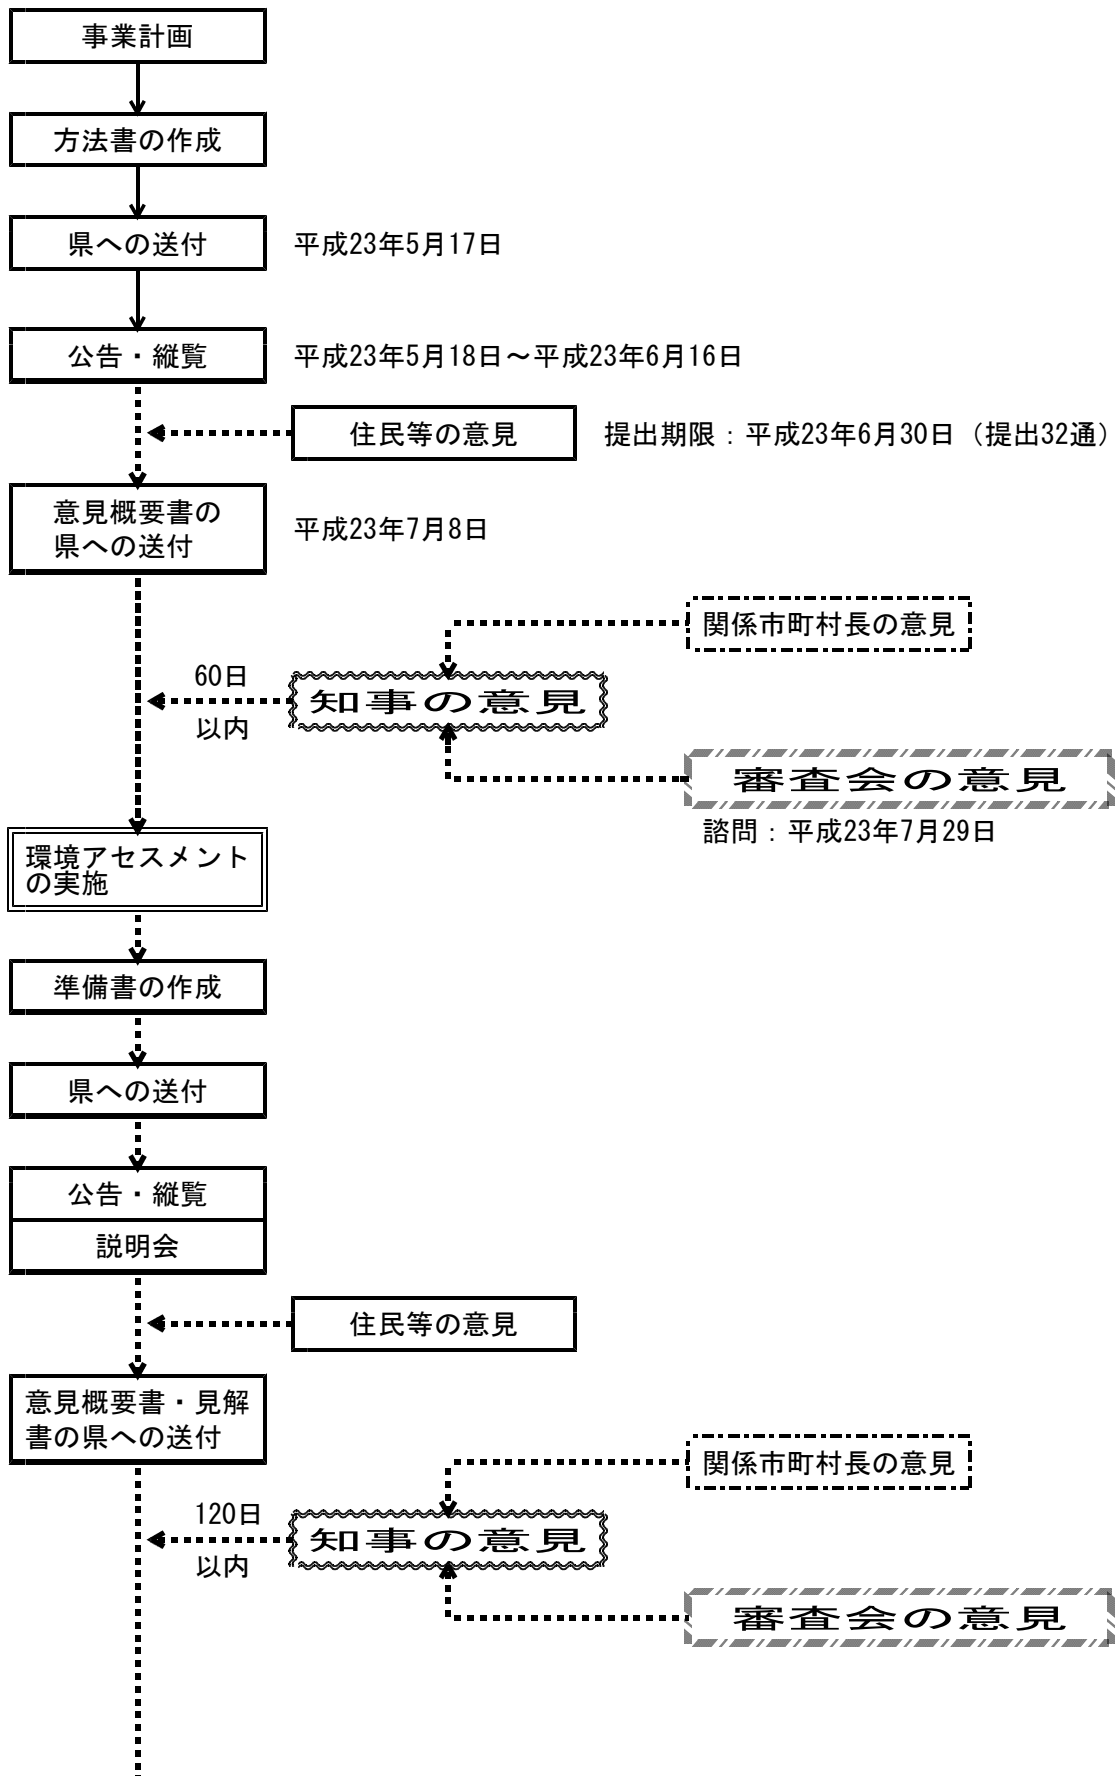 事業計画
方法書の作成
県への送付
平成23年5月17日
公告・縦覧
平成23年5月18日～平成23年6月16日
住民等の意見
提出期限：平成23年6月30日（提出32通）
意見概要書の
県への送付
平成23年7月8日
関係市町村長の意見
60日
以内
知事の意見
審査会の意見
諮問：平成23年7月29日
環境アセスメント
の実施
準備書の作成
県への送付
公告・縦覧
説明会
住民等の意見
意見概要書・見解
書の県への送付
関係市町村長の意見
120日
以内
知事の意見
審査会の意見